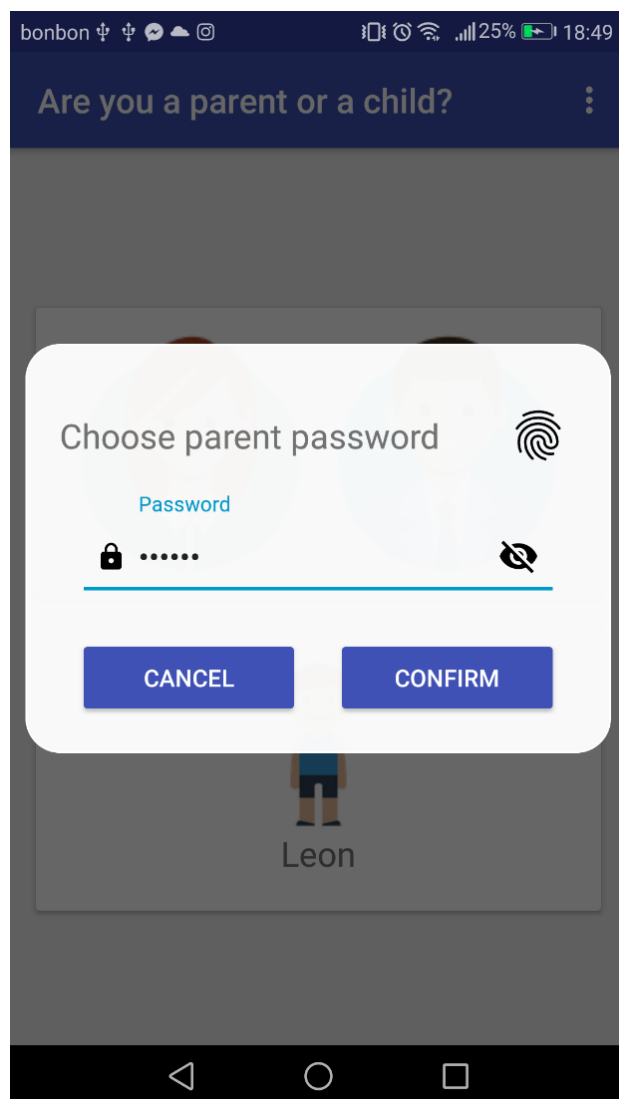 bonbon 25% 18:49
Are you a parent or a child?
Choose parent password
Password
••••••
CANCEL CONFIRM
Leon